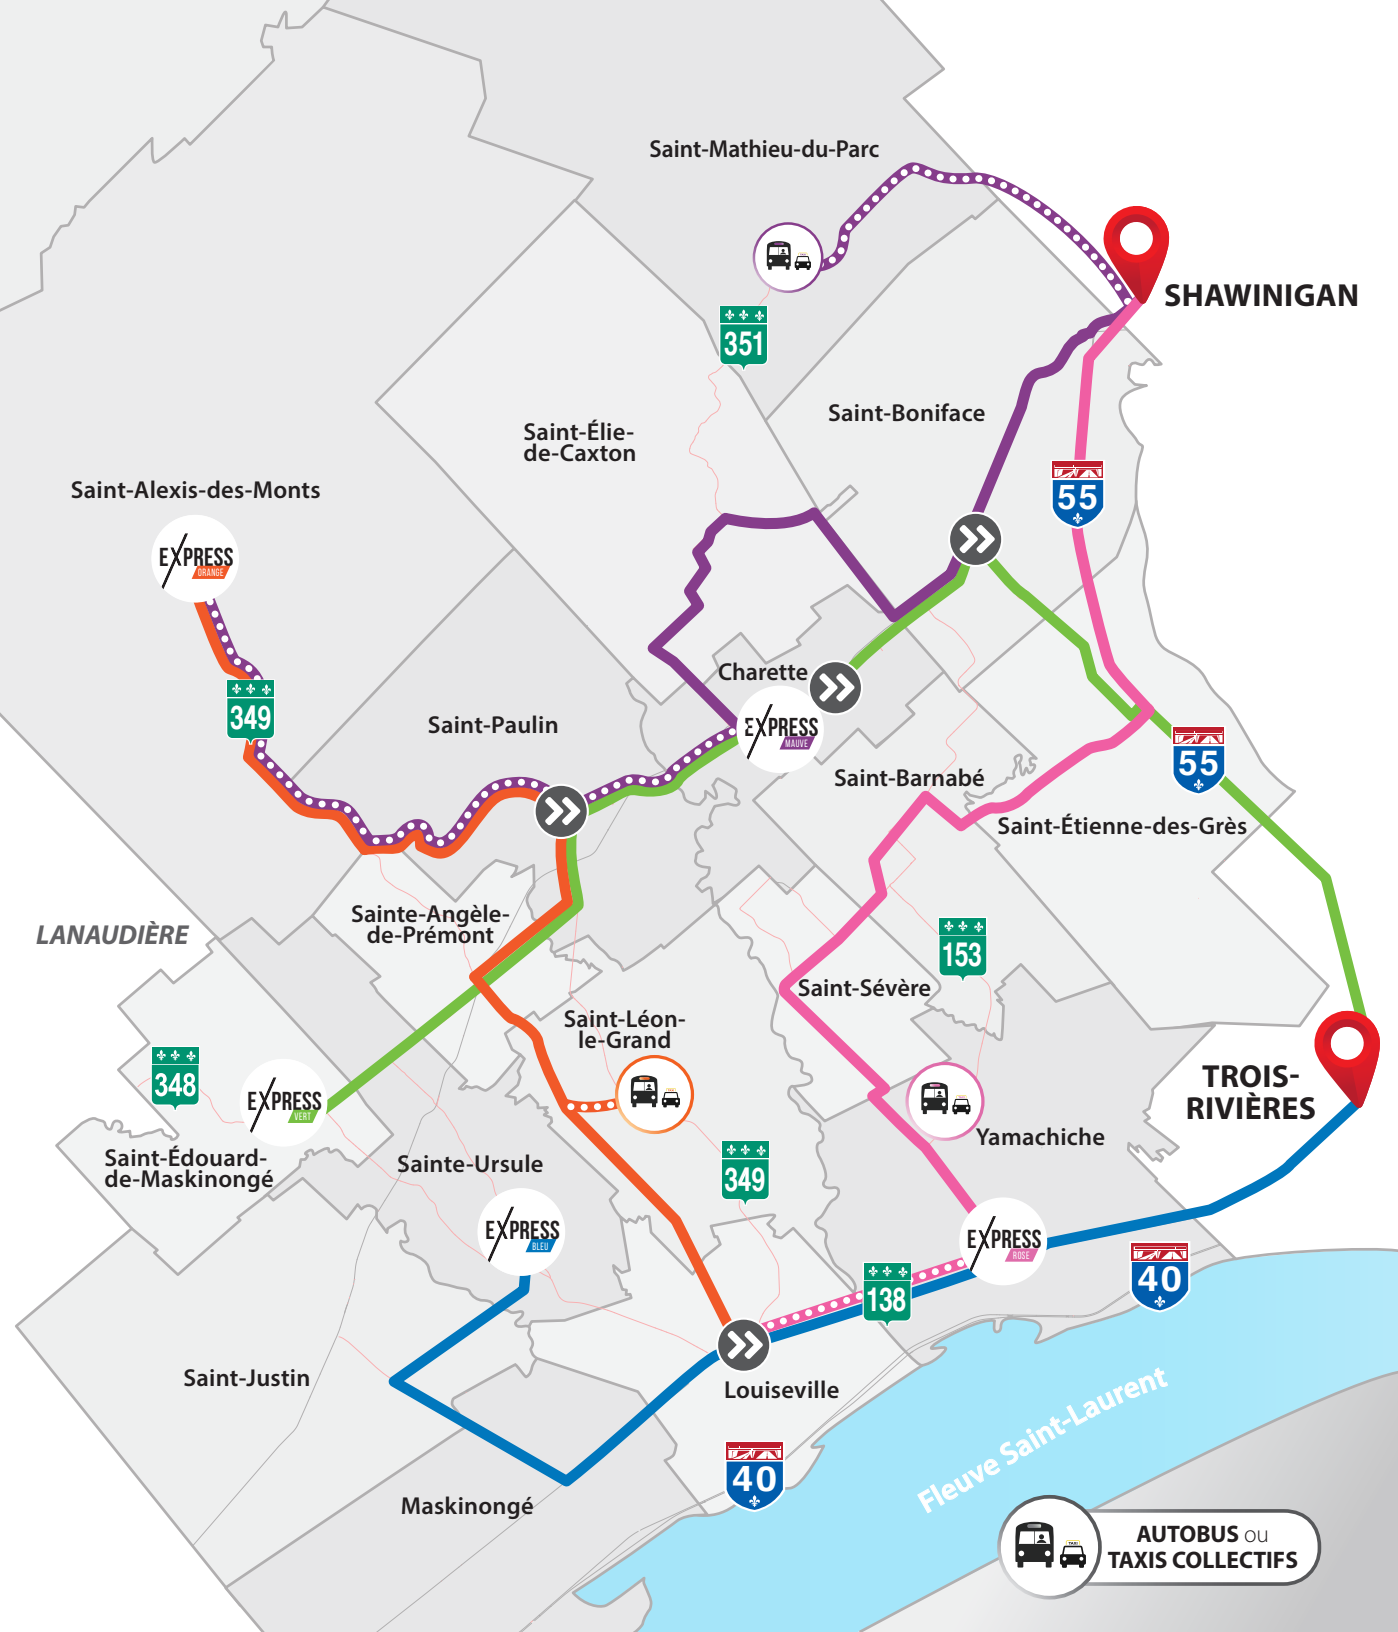 Saint-Mathieu-du-Parc
SHAWINIGAN
351
Saint-Boniface
Saint-Élie-
de-Caxton
Saint-Alexis-des-Monts
55
EXPRESS
ORANGE
Charette
349
Saint-Paulin
EXPRESS
MAUVE
55
Saint-Barnabé
Saint-Étienne-des-Grès
Sainte-Angèle-
de-Prémont
LANAUDIÈRE
153
Saint-Sévère
Saint-Léon-
le-Grand
348
EXPRESS
VERT
TROIS-
RIVIÈRES
Yamachiche
Saint-Édouard-
de-Maskinongé
Sainte-Ursule
349
EXPRESS
BLEU
EXPRESS
ROSE
138
40
Saint-Justin
Louiseville
Fleuve Saint-Laurent
40
Maskinongé
TAXI
AUTOBUS ou
TAXIS COLLECTIFS